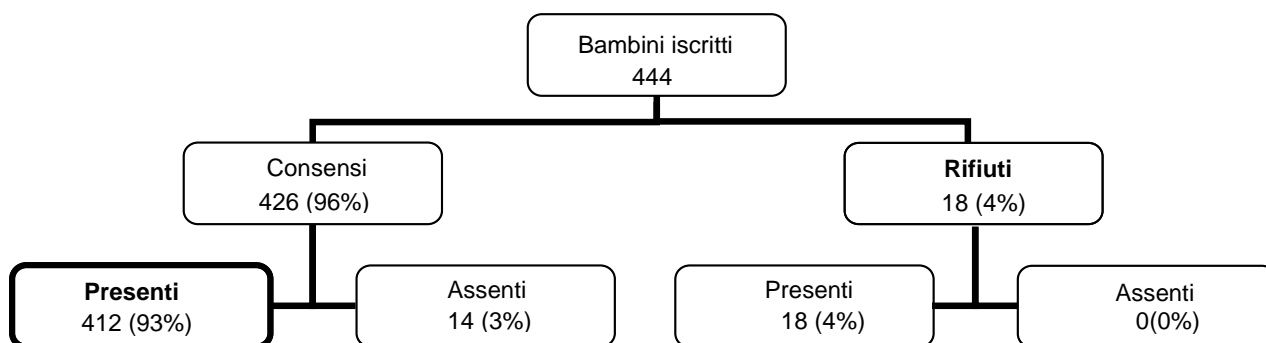 Bambini iscritti
444
Consensi
426 (96%)
Rifiuti
18 (4%)
Presenti
412 (93%)
Assenti
14 (3%)
Presenti
18 (4%)
Assenti
0(0%)